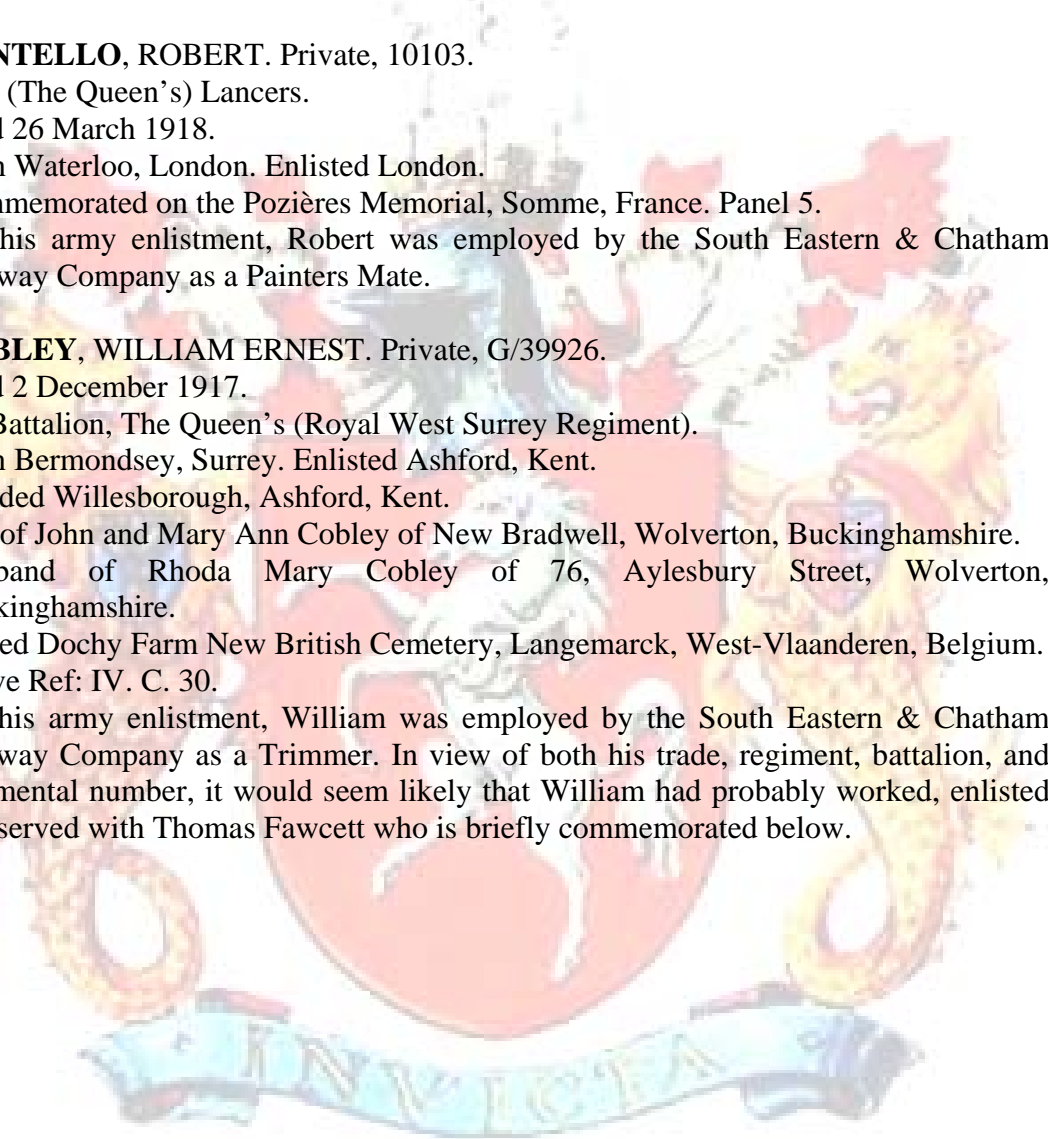 NTELLO, ROBERT. Private, 10103.
(The Queen's) Lancers.
d 26 March 1918.
n Waterloo, London. Enlisted London.
nmemorated on the Pozières Memorial, Somme, France. Panel 5.
his army enlistment, Robert was employed by the South Eastern & Chatham
way Company as a Painters Mate.
BLEY, WILLIAM ERNEST. Private, G/39926.
d 2 December 1917.
Battalion, The Queen's (Royal West Surrey Regiment).
n Bermondsey, Surrey. Enlisted Ashford, Kent.
ded Willesborough, Ashford, Kent.
of John and Mary Ann Cobley of New Bradwell, Wolverton, Buckinghamshire.
band of Rhoda Mary Cobley of 76, Aylesbury Street, Wolverton,
kinghamshire.
ed Dochy Farm New British Cemetery, Langemarck, West-Vlaanderen, Belgium.
ve Ref: IV. C. 30.
his army enlistment, William was employed by the South Eastern & Chatham
way Company as a Trimmer. In view of both his trade, regiment, battalion, and
mental number, it would seem likely that William had probably worked, enlisted
served with Thomas Fawcett who is briefly commemorated below.
INVICTA